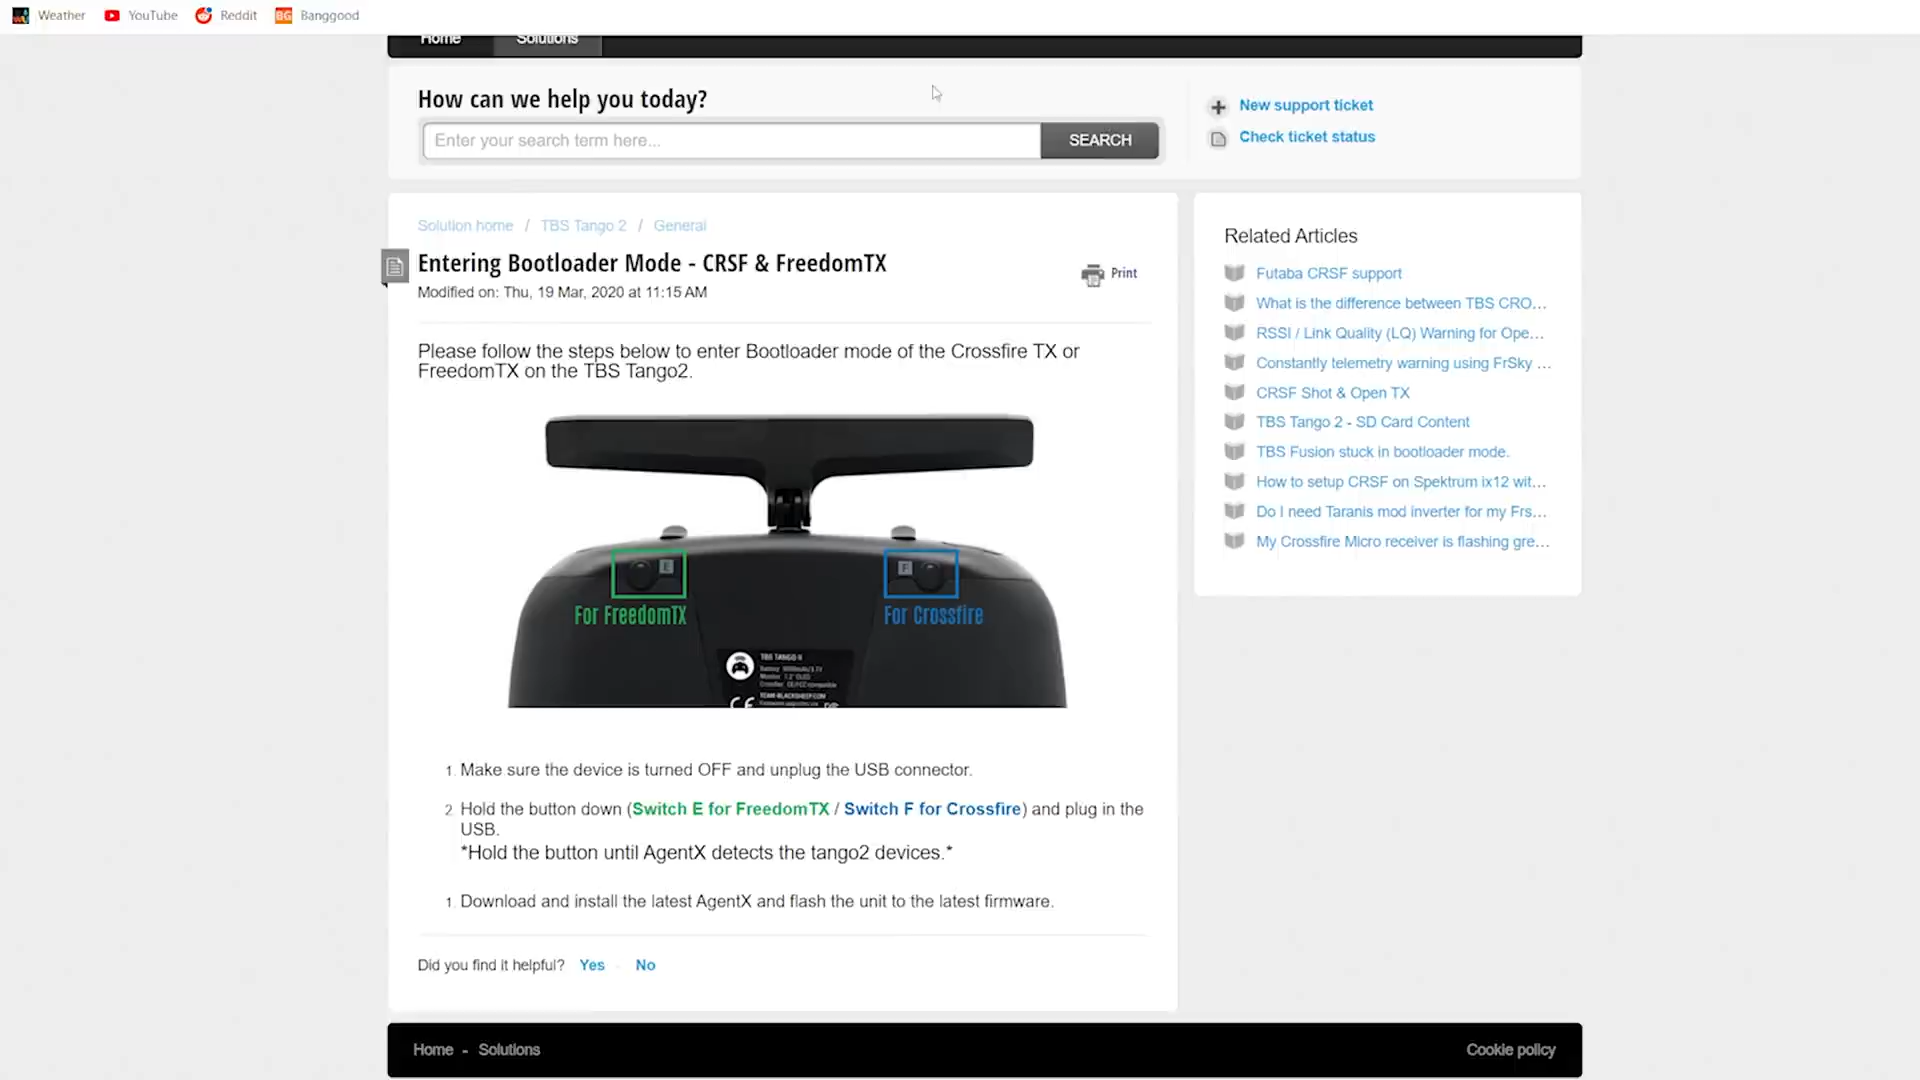 Weather YouTube Reddit BG Banggood
Home Solutions
How can we help you today?
Enter your search term here... SEARCH
New support ticket
Check ticket status
Solution home / TBS Tango 2 / General
Entering Bootloader Mode - CRSF & FreedomTX
Print
Modified on: Thu, 19 Mar, 2020 at 11:15 AM
Please follow the steps below to enter Bootloader mode of the Crossfire TX or
FreedomTX on the TBS Tango2.
E F
For FreedomTX For Crossfire
TBS TANGO II
TEAM-BLACKSHEEP.COM
CE
1. Make sure the device is turned OFF and unplug the USB connector.
2. Hold the button down (Switch E for FreedomTX / Switch F for Crossfire) and plug in the
USB.
*Hold the button until AgentX detects the tango2 devices.*
1. Download and install the latest AgentX and flash the unit to the latest firmware.
Did you find it helpful? Yes No
Related Articles
Futaba CRSF support
What is the difference between TBS CRO...
RSSI / Link Quality (LQ) Warning for Ope...
Constantly telemetry warning using FrSky ...
CRSF Shot & Open TX
TBS Tango 2 - SD Card Content
TBS Fusion stuck in bootloader mode.
How to setup CRSF on Spektrum ix12 wit...
Do I need Taranis mod inverter for my Frs...
My Crossfire Micro receiver is flashing gre...
Home - Solutions Cookie policy